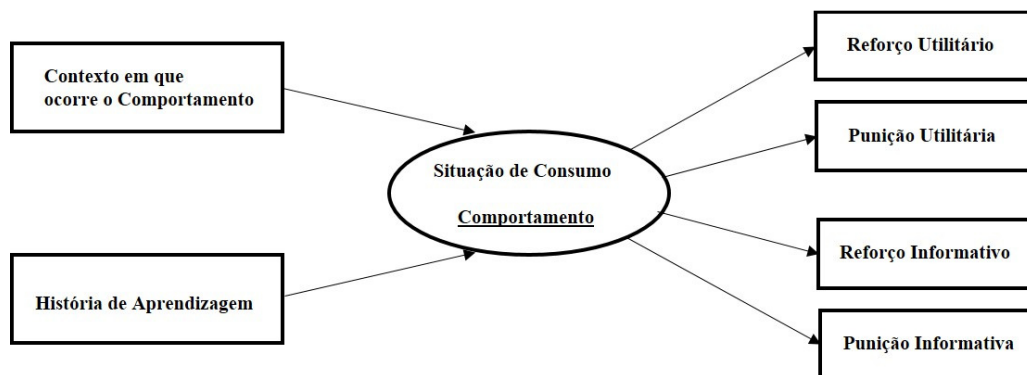 Contexto em que
ocorre o Comportamento
História de Aprendizagem
Situação de Consumo
Comportamento
Reforço Utilitário
Punição Utilitária
Reforço Informativo
Punição Informativa